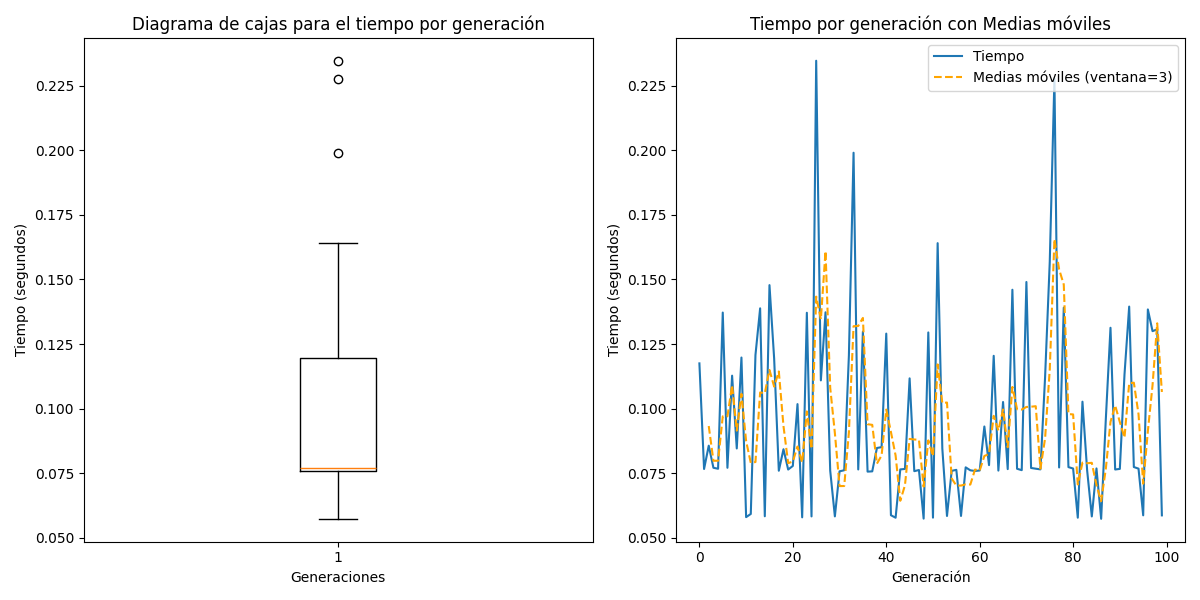 Diagrama de cajas para el tiempo por generación
Tiempo (segundos)
0.225
0.200
0.175
0.150
0.125
0.100
0.075
0.050
1
Generaciones
Tiempo por generación con Medias móviles
Tiempo
Medias móviles (ventana=3)
Tiempo (segundos)
0.225
0.200
0.175
0.150
0.125
0.100
0.075
0.050
0 20 40 60 80 100
Generación